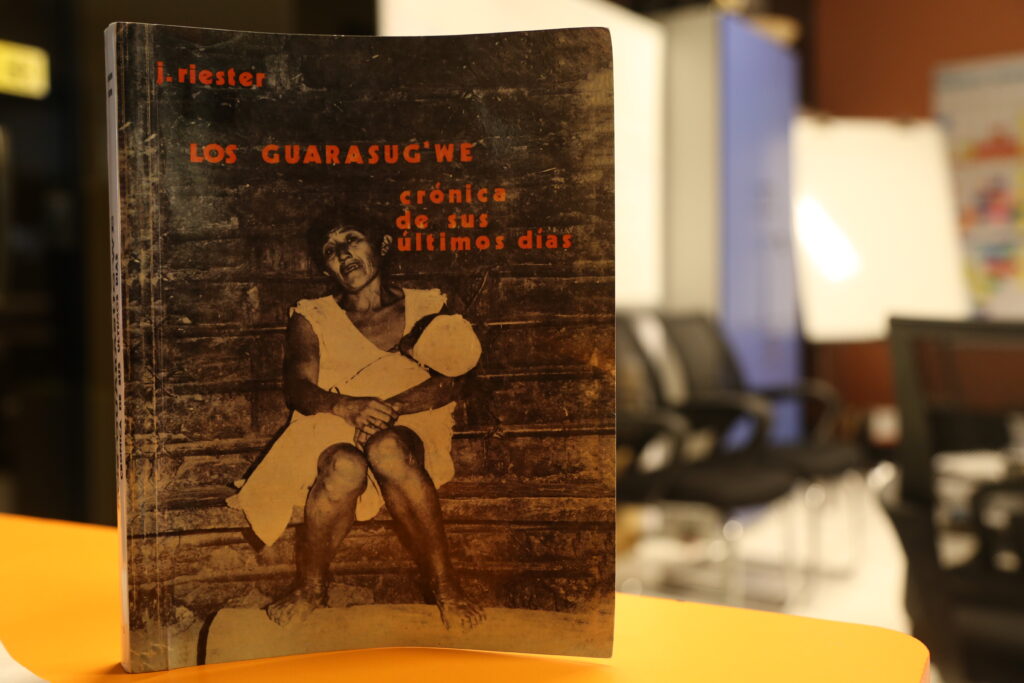 j. riester
LOS GUARASUG'WE
crónica
de sus
últimos días